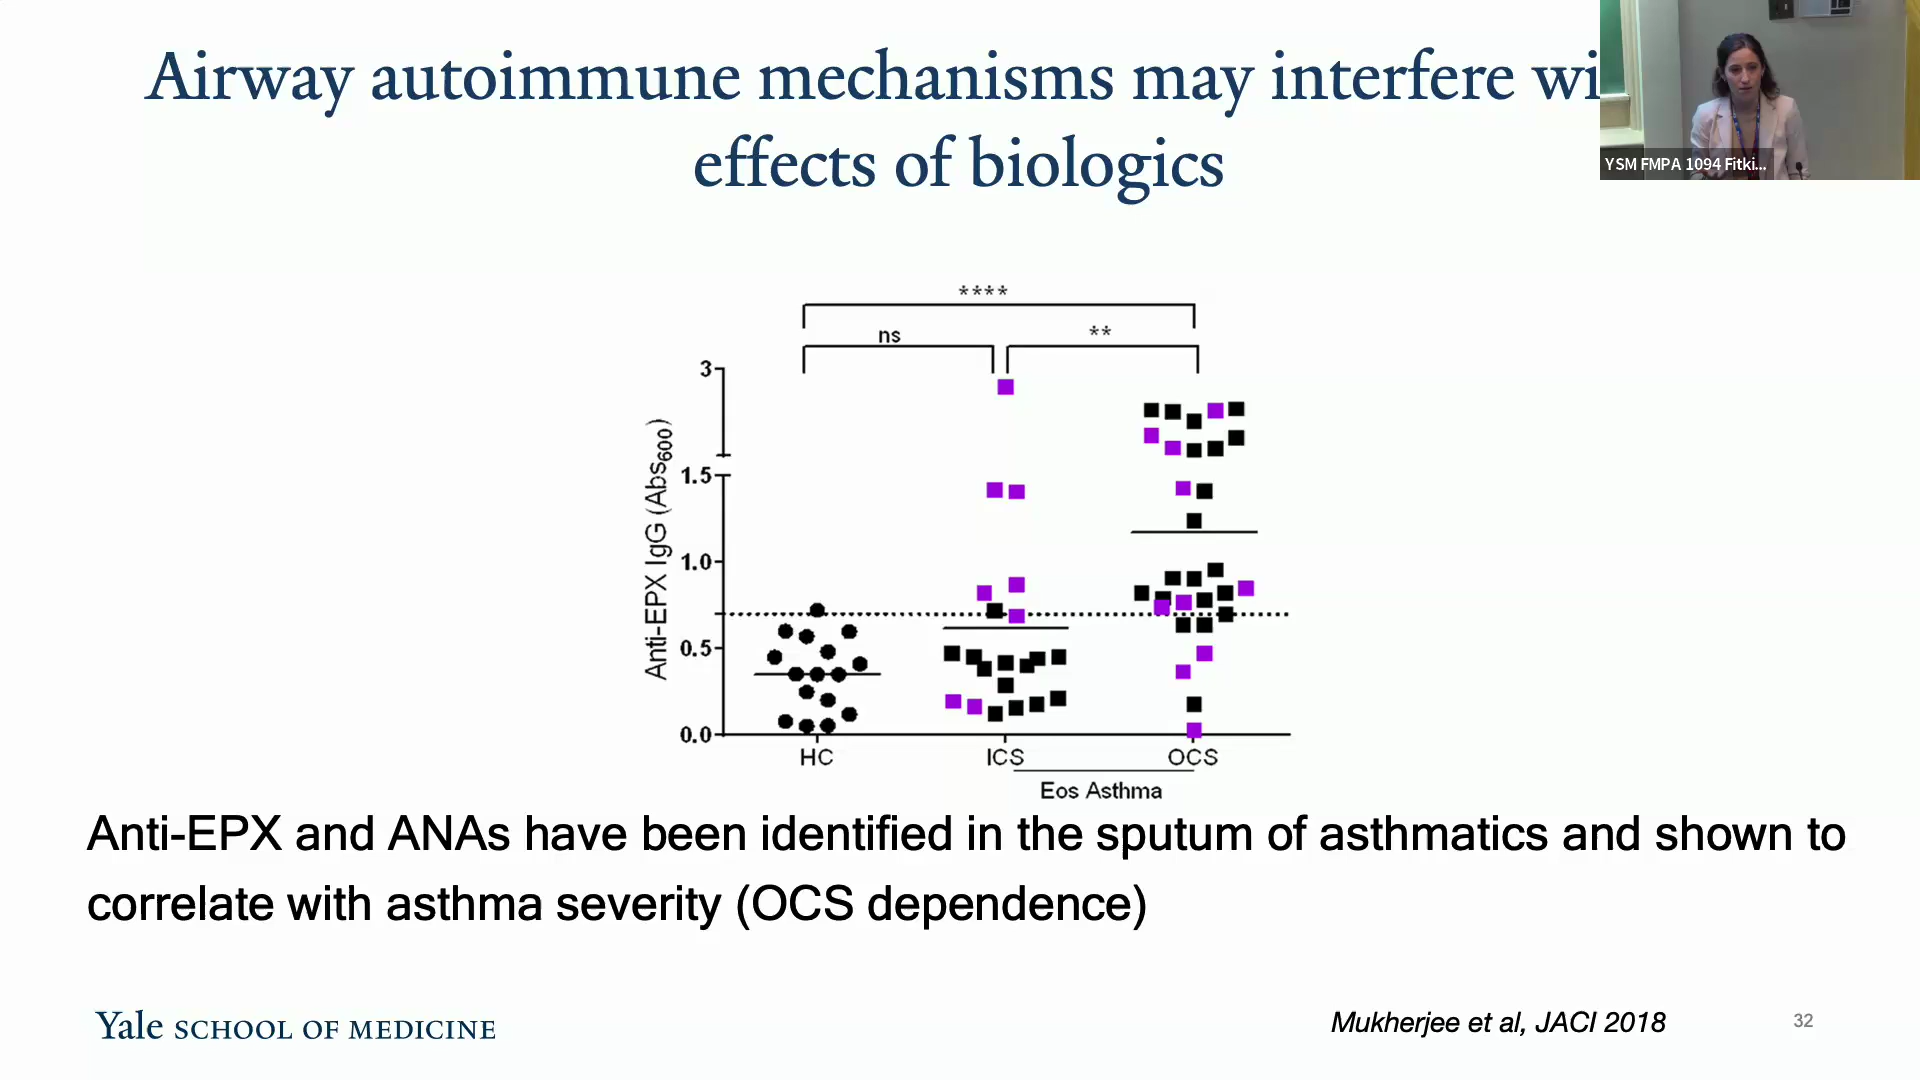 Airway autoimmune mechanisms may interfere wi
effects of biologics
YSM FMPA 1094 Fitki...
****
ns
**
3
1.5
1.0
0.5
0.0
Anti-EPX IgG (Abs600)
HC
ICS
OCS
Eos Asthma
Anti-EPX and ANAs have been identified in the sputum of asthmatics and shown to
correlate with asthma severity (OCS dependence)
Yale SCHOOL OF MEDICINE
Mukherjee et al, JACI 2018
32